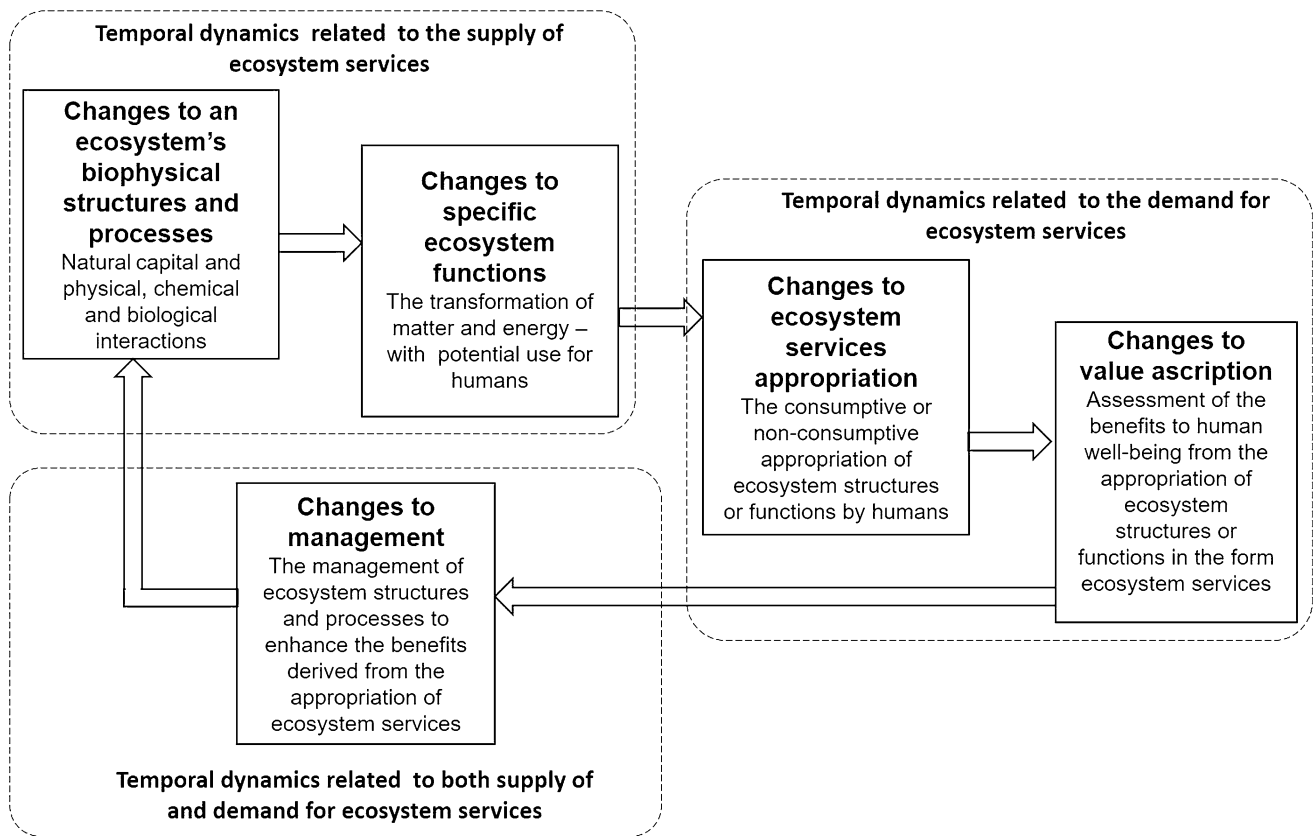 Temporal dynamics related to the supply of
ecosystem services
Changes to an
ecosystem’s
biophysical
structures and
processes
Natural capital and
physical, chemical
and biological
interactions
Changes to
specific
ecosystem
functions
The transformation of
matter and energy –
with potential use for
humans
Temporal dynamics related to the demand for
ecosystem services
Changes to
ecosystem
services
appropriation
The consumptive or
non-consumptive
appropriation of
ecosystem structures
or functions by humans
Changes to
value ascription
Assessment of the
benefits to human
well-being from the
appropriation of
ecosystem
structures or
functions in the form
ecosystem services
Changes to
management
The management of
ecosystem structures
and processes to
enhance the benefits
derived from the
appropriation of
ecosystem services
Temporal dynamics related to both supply of
and demand for ecosystem services